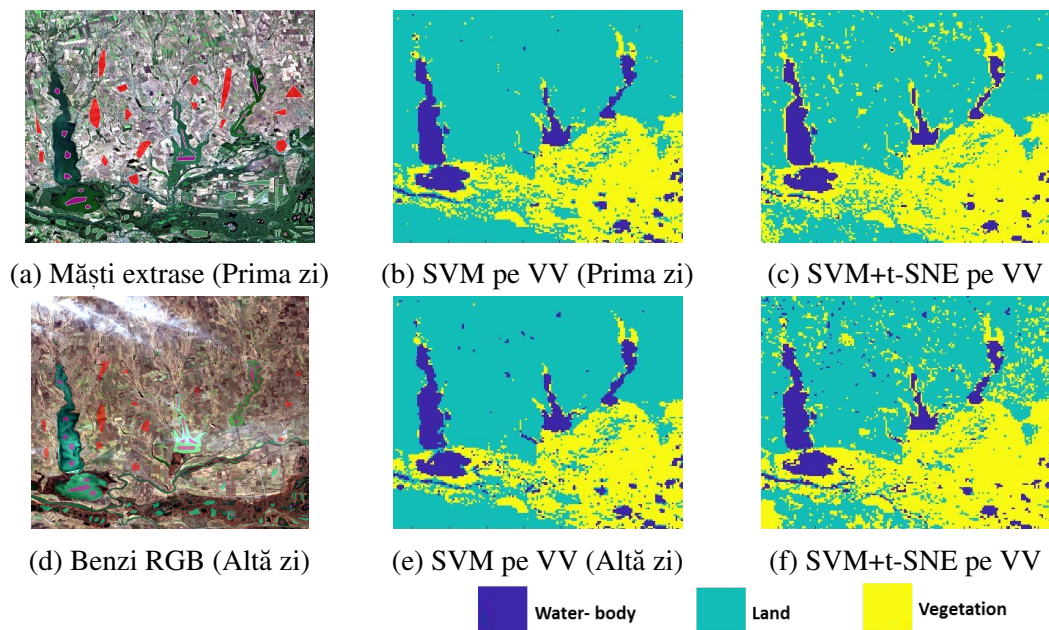 (a) Măști extrase (Prima zi)
(b) SVM pe VV (Prima zi)
(c) SVM+t-SNE pe VV
(d) Benzi RGB (Altă zi)
(e) SVM pe VV (Altă zi)
(f) SVM+t-SNE pe VV
Water- body
Land
Vegetation